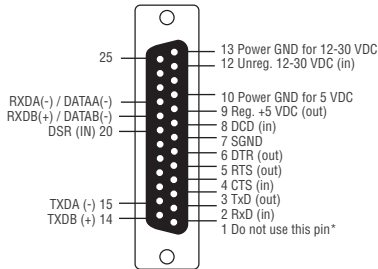 25
RXDA(-) / DATAA(-)
RXDB(+) / DATAB(-)
DSR (IN) 20
TXDA (-) 15
TXDB (+) 14
13 Power GND for 12-30 VDC
12 Unreg. 12-30 VDC (in)
10 Power GND for 5 VDC
9 Reg. +5 VDC (out)
8 DCD (in)
7 SGND
6 DTR (out)
5 RTS (out)
4 CTS (in)
3 TxD (out)
2 RxD (in)
1 Do not use this pin*